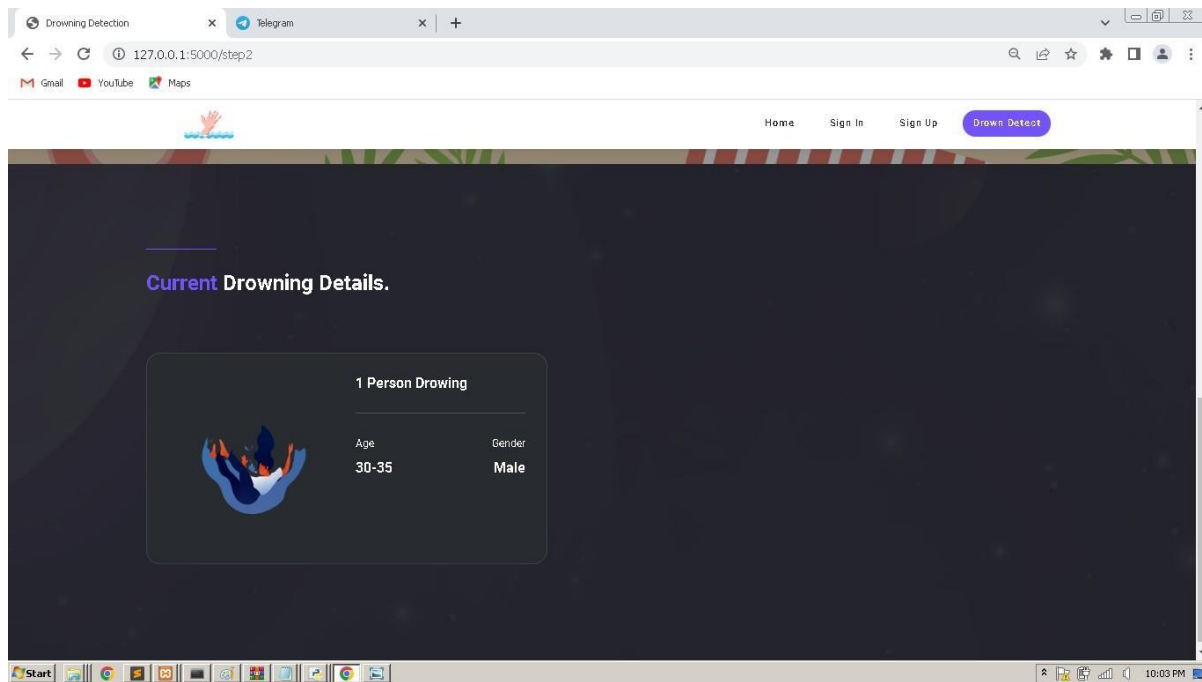 Drowning Detection
Telegram
127.0.0.1:5000/step2
Gmail YouTube Maps
Home Sign In Sign Up Drown Detect
Current Drowning Details.
1 Person Drowing
Age Gender
30-35 Male
Start 10:03 PM